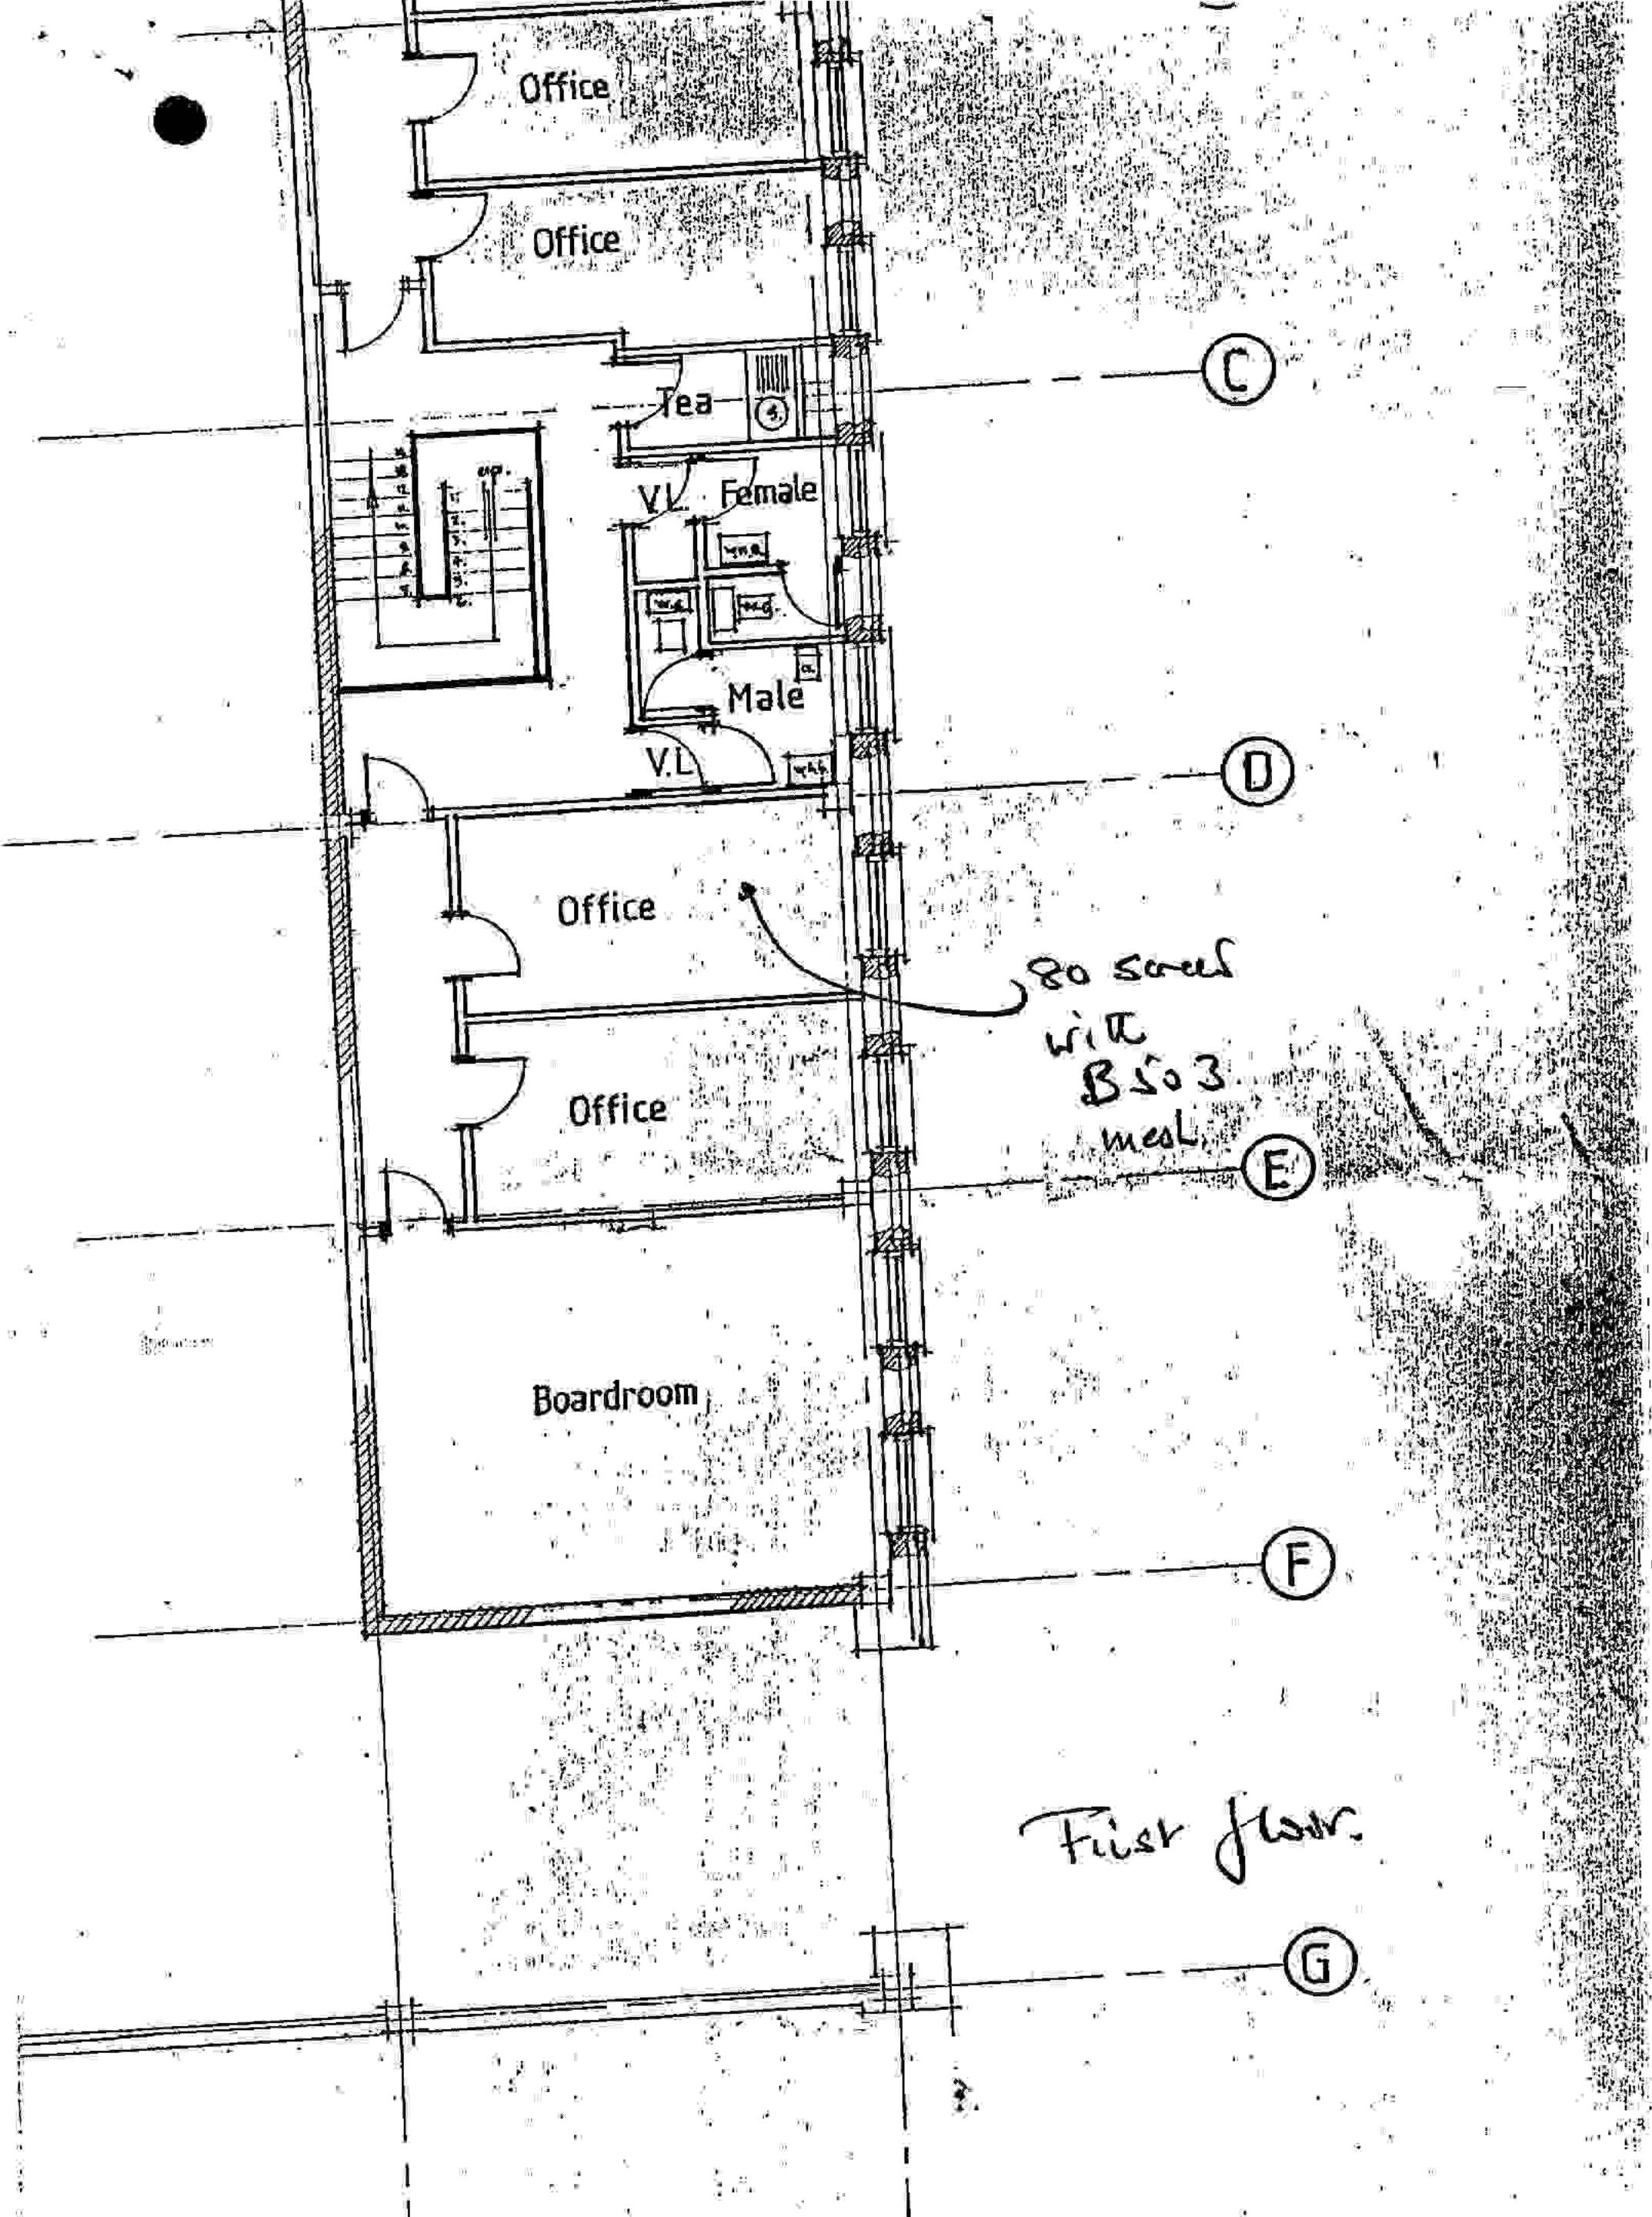 Office
Office
C
Tea
V.L. Female
w.h.b.
w.c. w.c.
Male
V.L
w.h.b.
D
Office
80 screed
with
B503
mesh
Office
E
Boardroom
F
First floor.
G